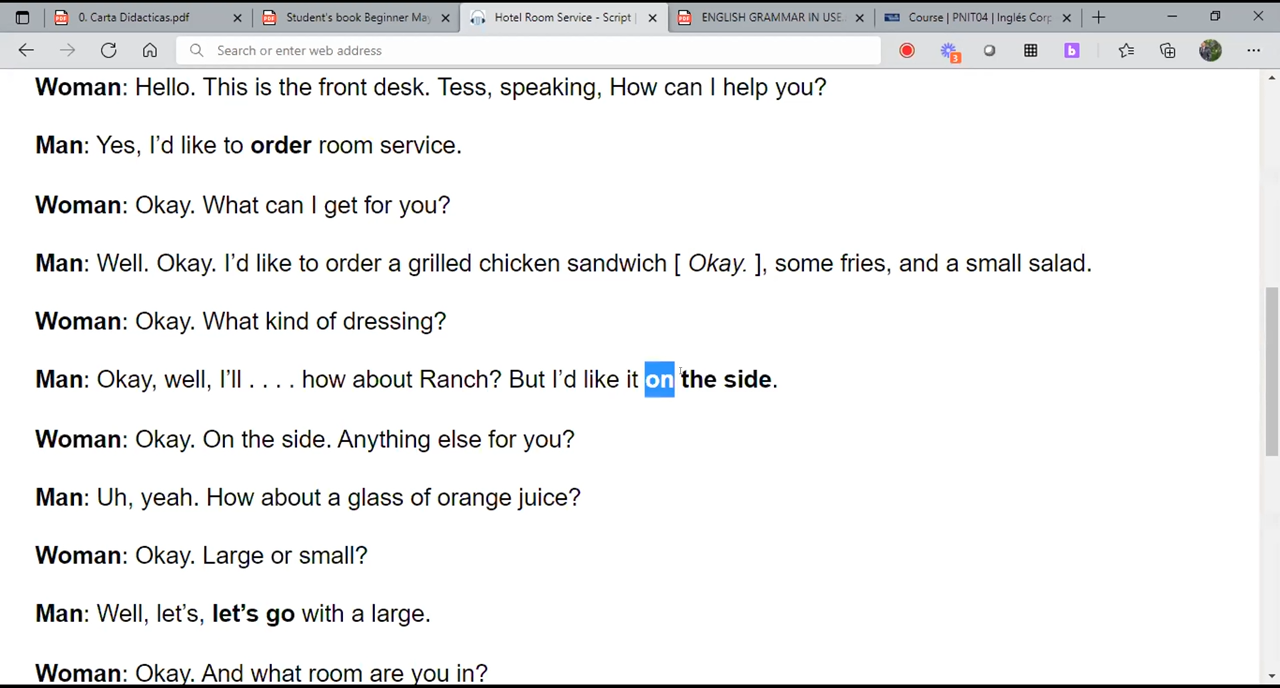 0. Carta Didacticas.pdf
Student's book Beginner Ma
Hotel Room Service - Script |
ENGLISH GRAMMAR IN USE.
Course | PNIT04 | Inglés Corp
Search or enter web address
3
Woman: Hello. This is the front desk. Tess, speaking, How can I help you?
Man: Yes, I’d like to order room service.
Woman: Okay. What can I get for you?
Man: Well. Okay. I’d like to order a grilled chicken sandwich [ Okay. ], some fries, and a small salad.
Woman: Okay. What kind of dressing?
Man: Okay, well, I’ll . . . . how about Ranch? But I’d like it on the side.
Woman: Okay. On the side. Anything else for you?
Man: Uh, yeah. How about a glass of orange juice?
Woman: Okay. Large or small?
Man: Well, let’s, let’s go with a large.
Woman: Okay. And what room are you in?